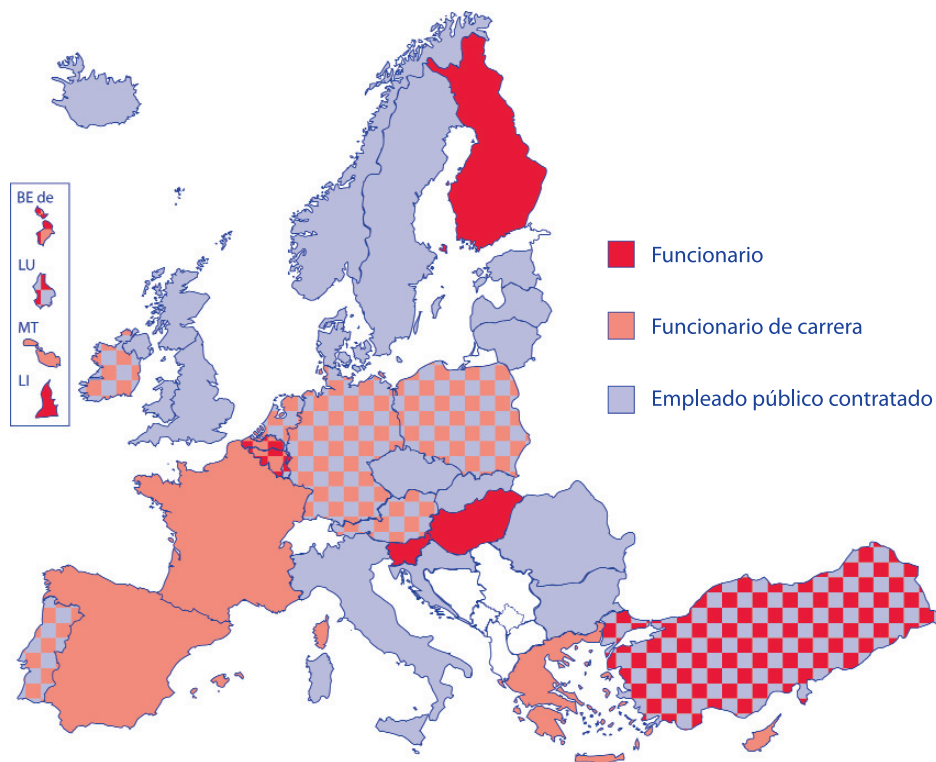 BE de
LU
MT
LI
Funcionario
Funcionario de carrera
Empleado público contratado